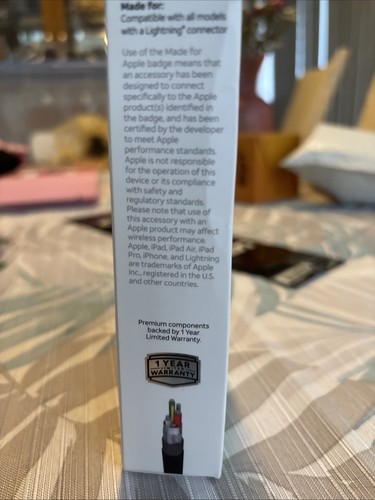 Made for:
Compatible with all models
with a Lightning® connector
Use of the Made for
Apple badge means that
an accessory has been
designed to connect
specifically to the Apple
product(s) identified in
the badge, and has been
certified by the developer
to meet Apple
performance standards.
Apple is not responsible
for the operation of this
device or its compliance
with safety and
regulatory standards.
Please note that use of
this accessory with an
Apple product may affect
wireless performance.
Apple, iPad, iPad Air, iPad
Pro, iPhone, and Lightning
are trademarks of Apple
Inc., registered in the U.S.
and other countries.
Premium components
backed by 1 Year
Limited Warranty.
1 YEAR
LIMITED
WARRANTY